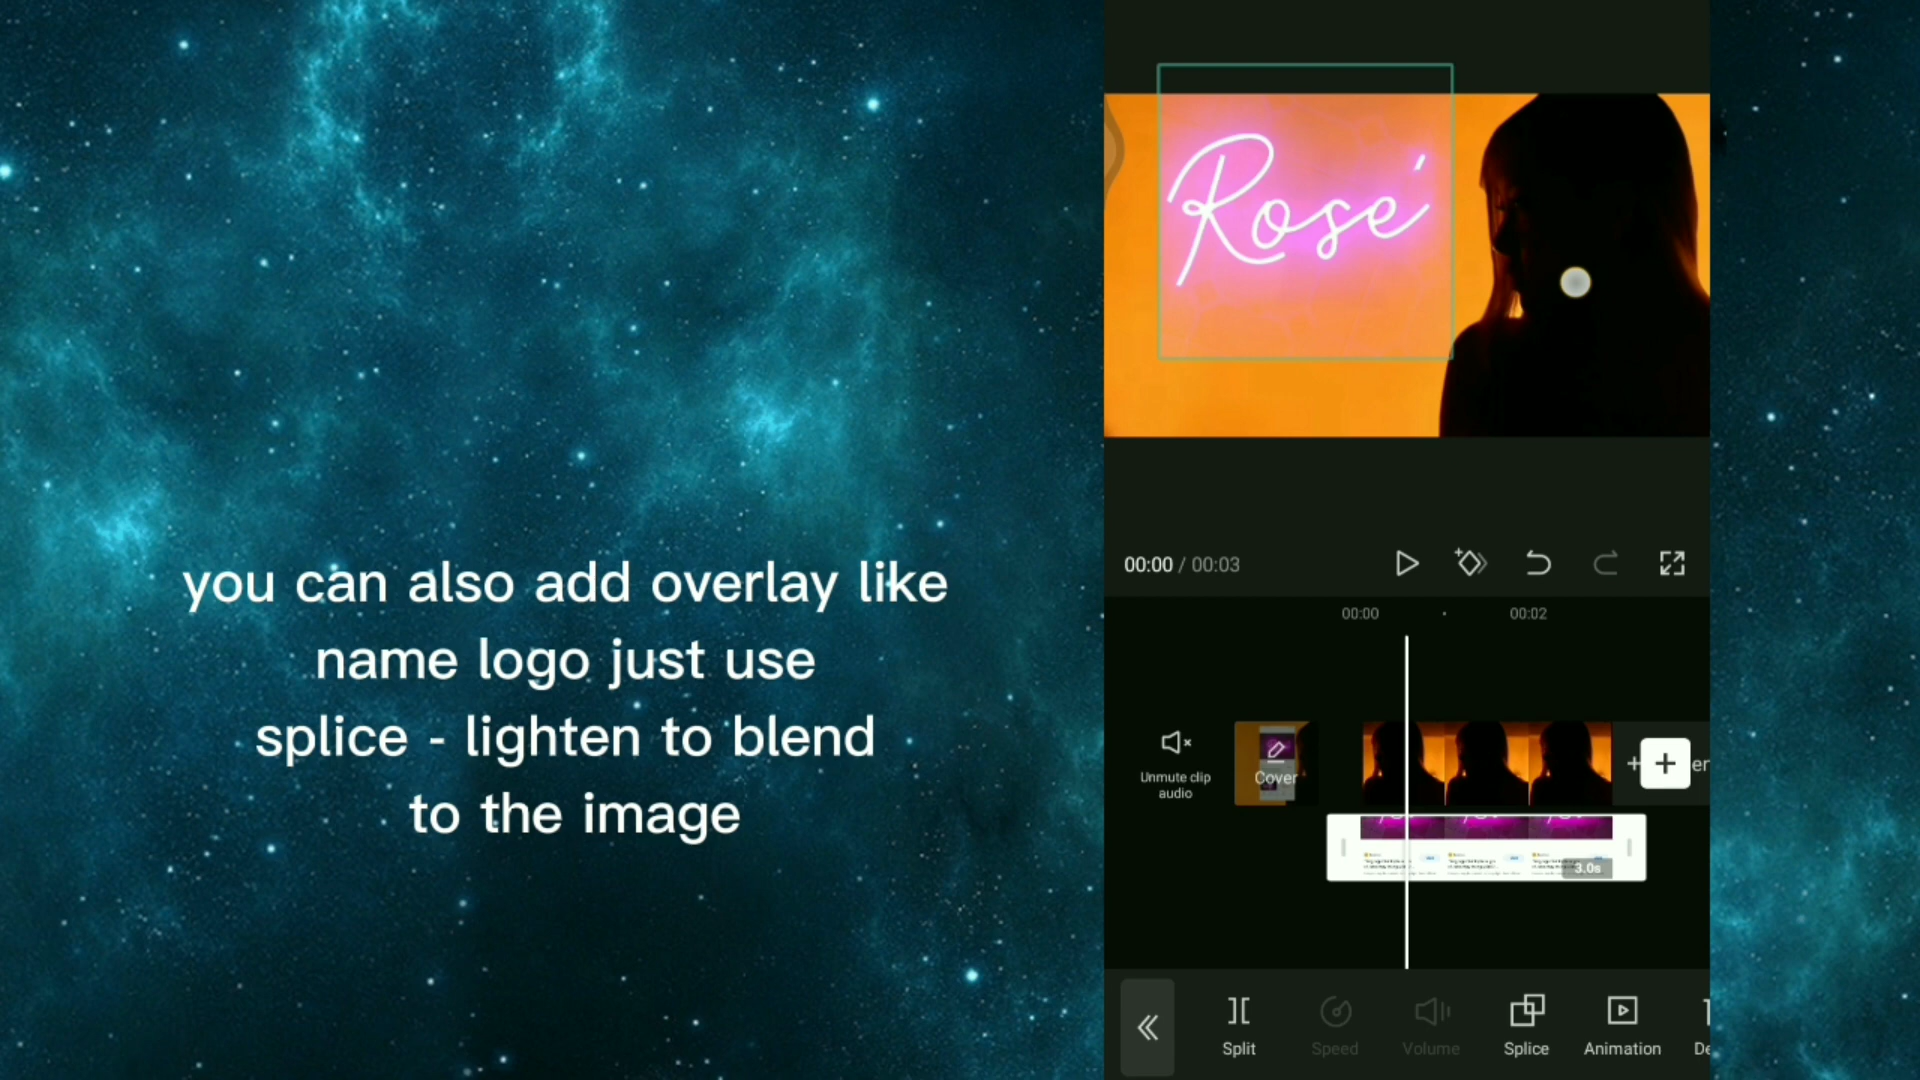 you can also add overlay like
name logo just use
splice - lighten to blend
to the image
Rosé
00:00 / 00:03
00:00
00:02
Unmute clip
audio
Cover
3.0s
Split
Speed
Volume
Splice
Animation